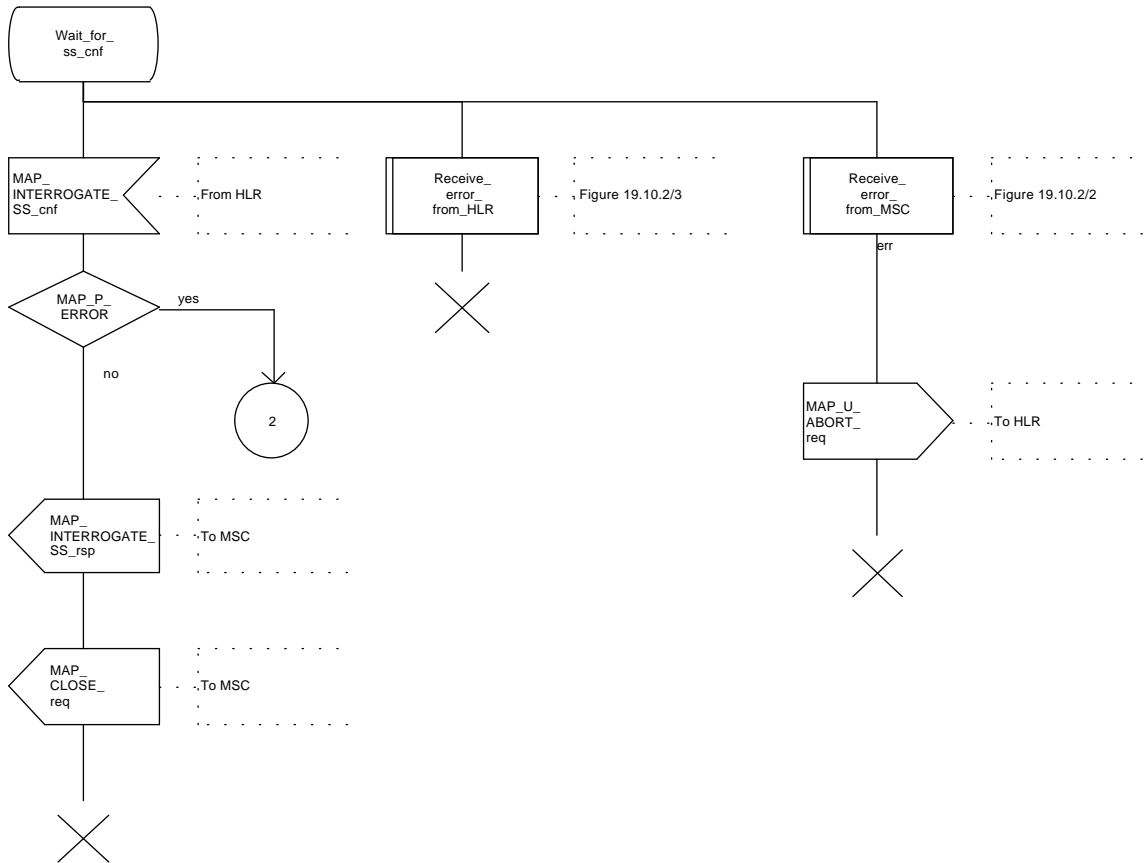 Wait_for_
ss_cnf
MAP_
INTERROGATE_
SS_cnf
From HLR
Receive_
error_
from_HLR
Figure 19.10.2/3
Receive_
error_
from_MSC
Figure 19.10.2/2
err
MAP_P_
ERROR
yes
no
2
MAP_U_
ABORT_
req
To HLR
MAP_
INTERROGATE_
SS_rsp
To MSC
MAP_
CLOSE_
req
To MSC